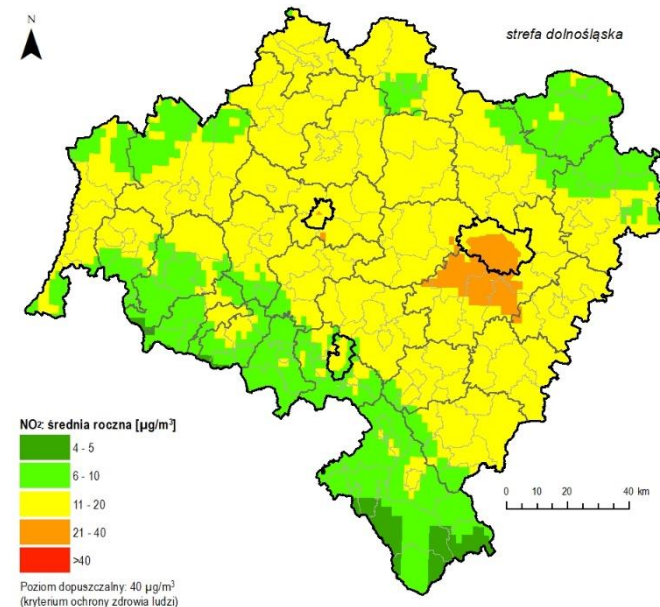 N
strefa dolnośląska
NO2: średnia roczna [µg/m³]
4 - 5
6 - 10
11 - 20
21 - 40
>40
0 10 20 40 km
Poziom dopuszczalny: 40 µg/m³
(kryterium ochrony zdrowia ludzi)